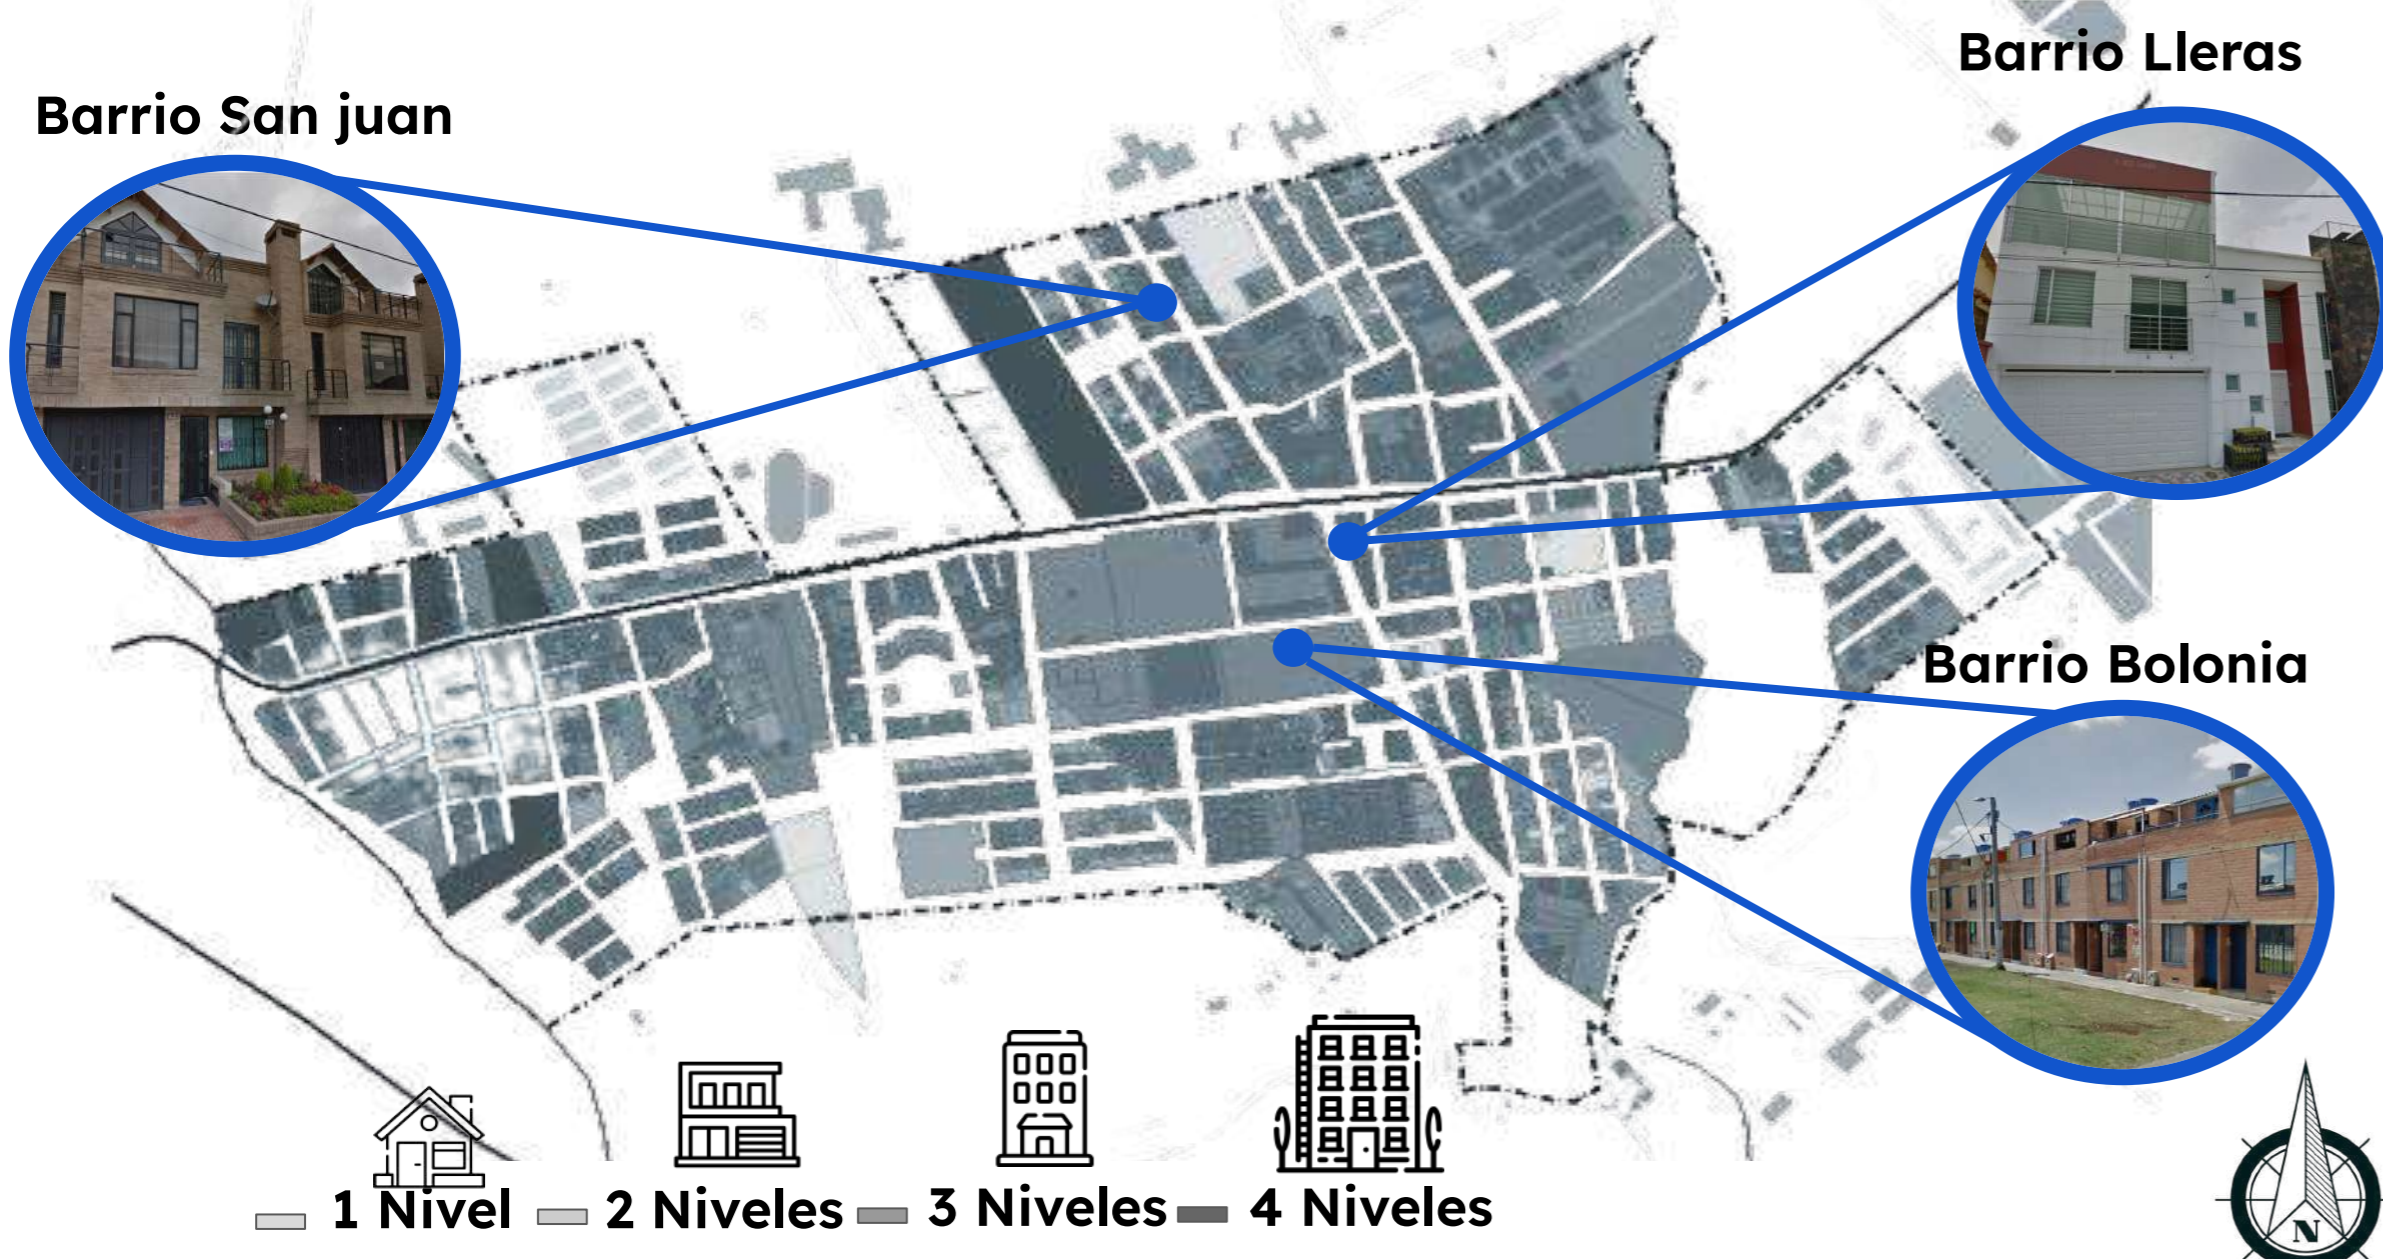 Barrio Lleras
Barrio San juan
Barrio Bolonia
1 Nivel
2 Niveles
3 Niveles
4 Niveles
N